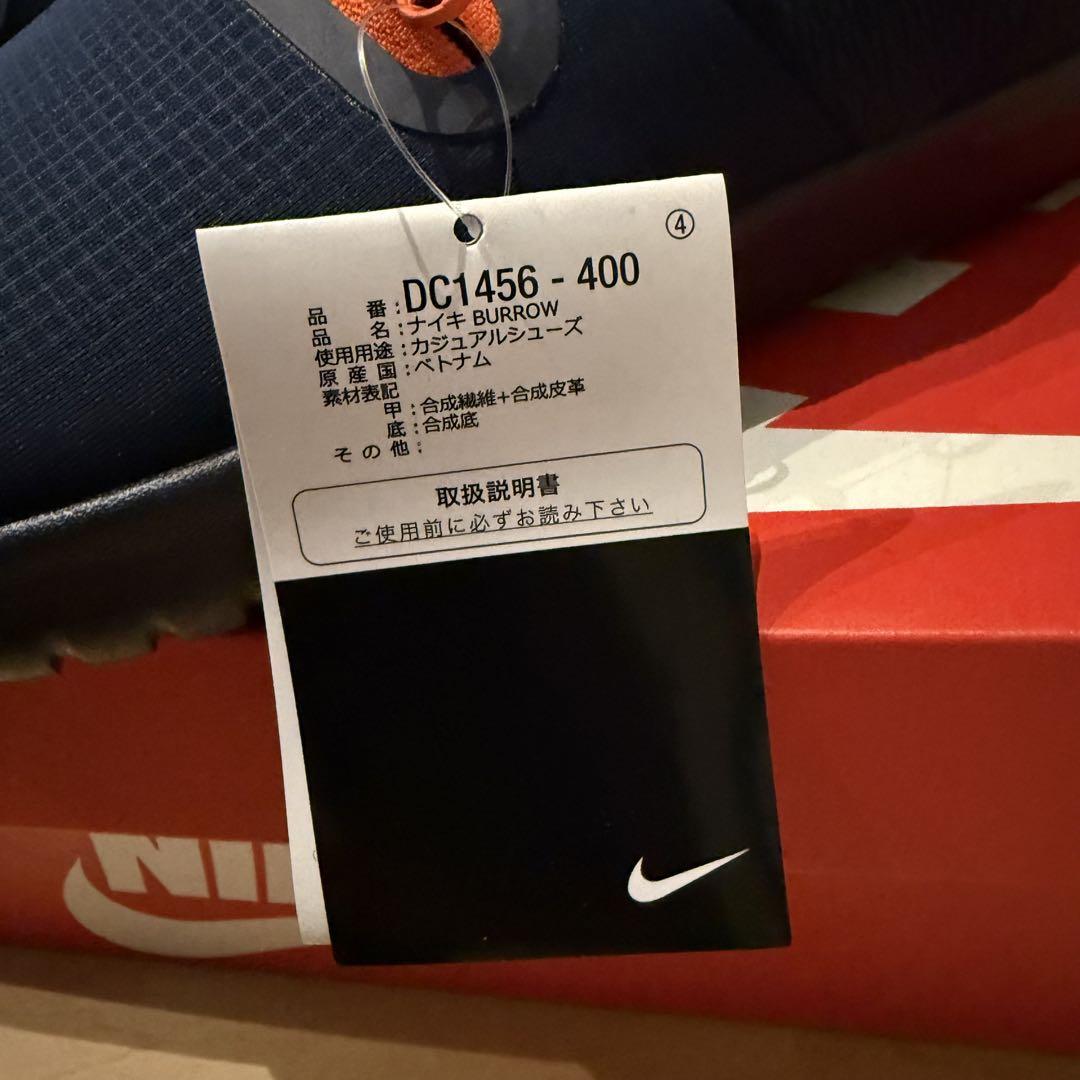 ④
品番:DC1456 - 400
品名:ナイキ BURROW
使用用途:カジュアルシューズ
原産国:ベトナム
素材表記
甲:合成繊維+合成皮革
底:合成底
その他:
取扱説明書
ご使用前に必ずお読み下さい